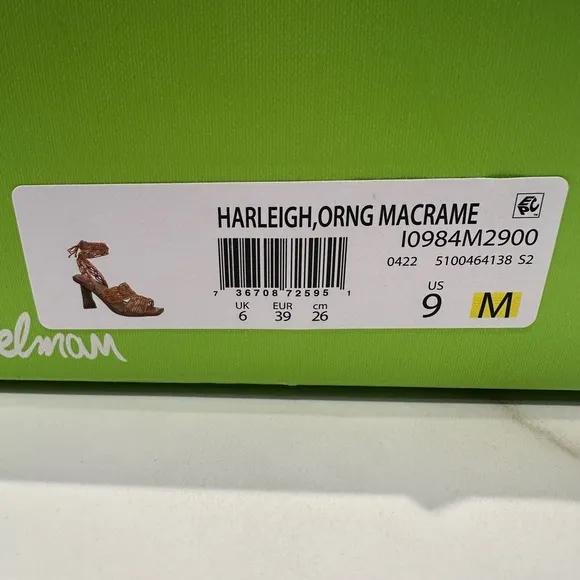 HARLEIGH,ORNG MACRAME
I0984M2900
0422 5100464138 S2
7 36708 72595 1
UK EUR cm
6 39 26
US
9 M
elman